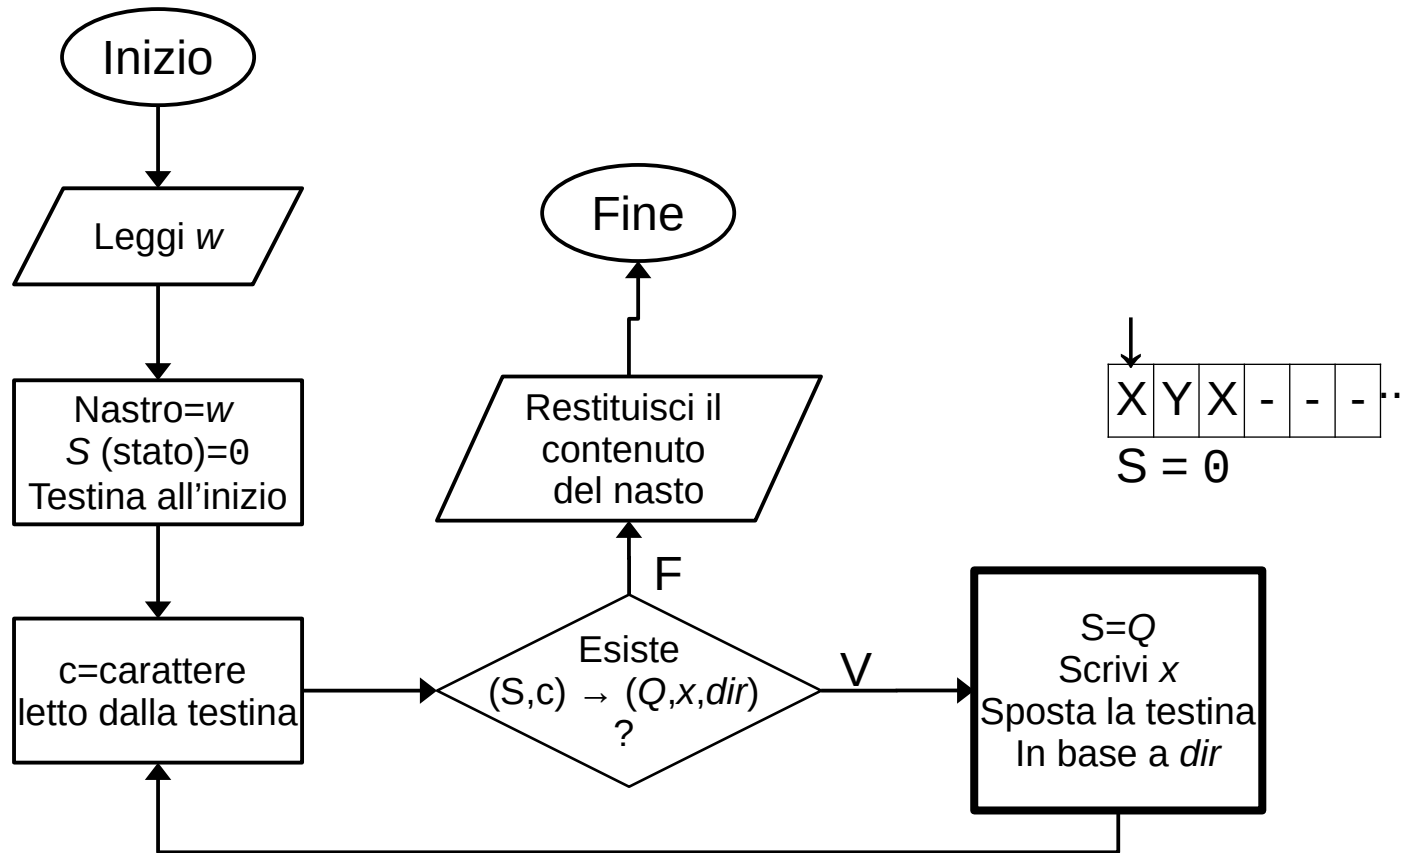 Inizio
Leggi w
Nastro=w
S (stato)=0
Testina all’inizio
c=carattere
letto dalla testina
Fine
Restituisci il
contenuto
del nasto
F
Esiste
(S,c) → (Q,x,dir)
?
V
S=Q
Scrivi x
Sposta la testina
In base a dir
X Y X - - - ..
S = 0